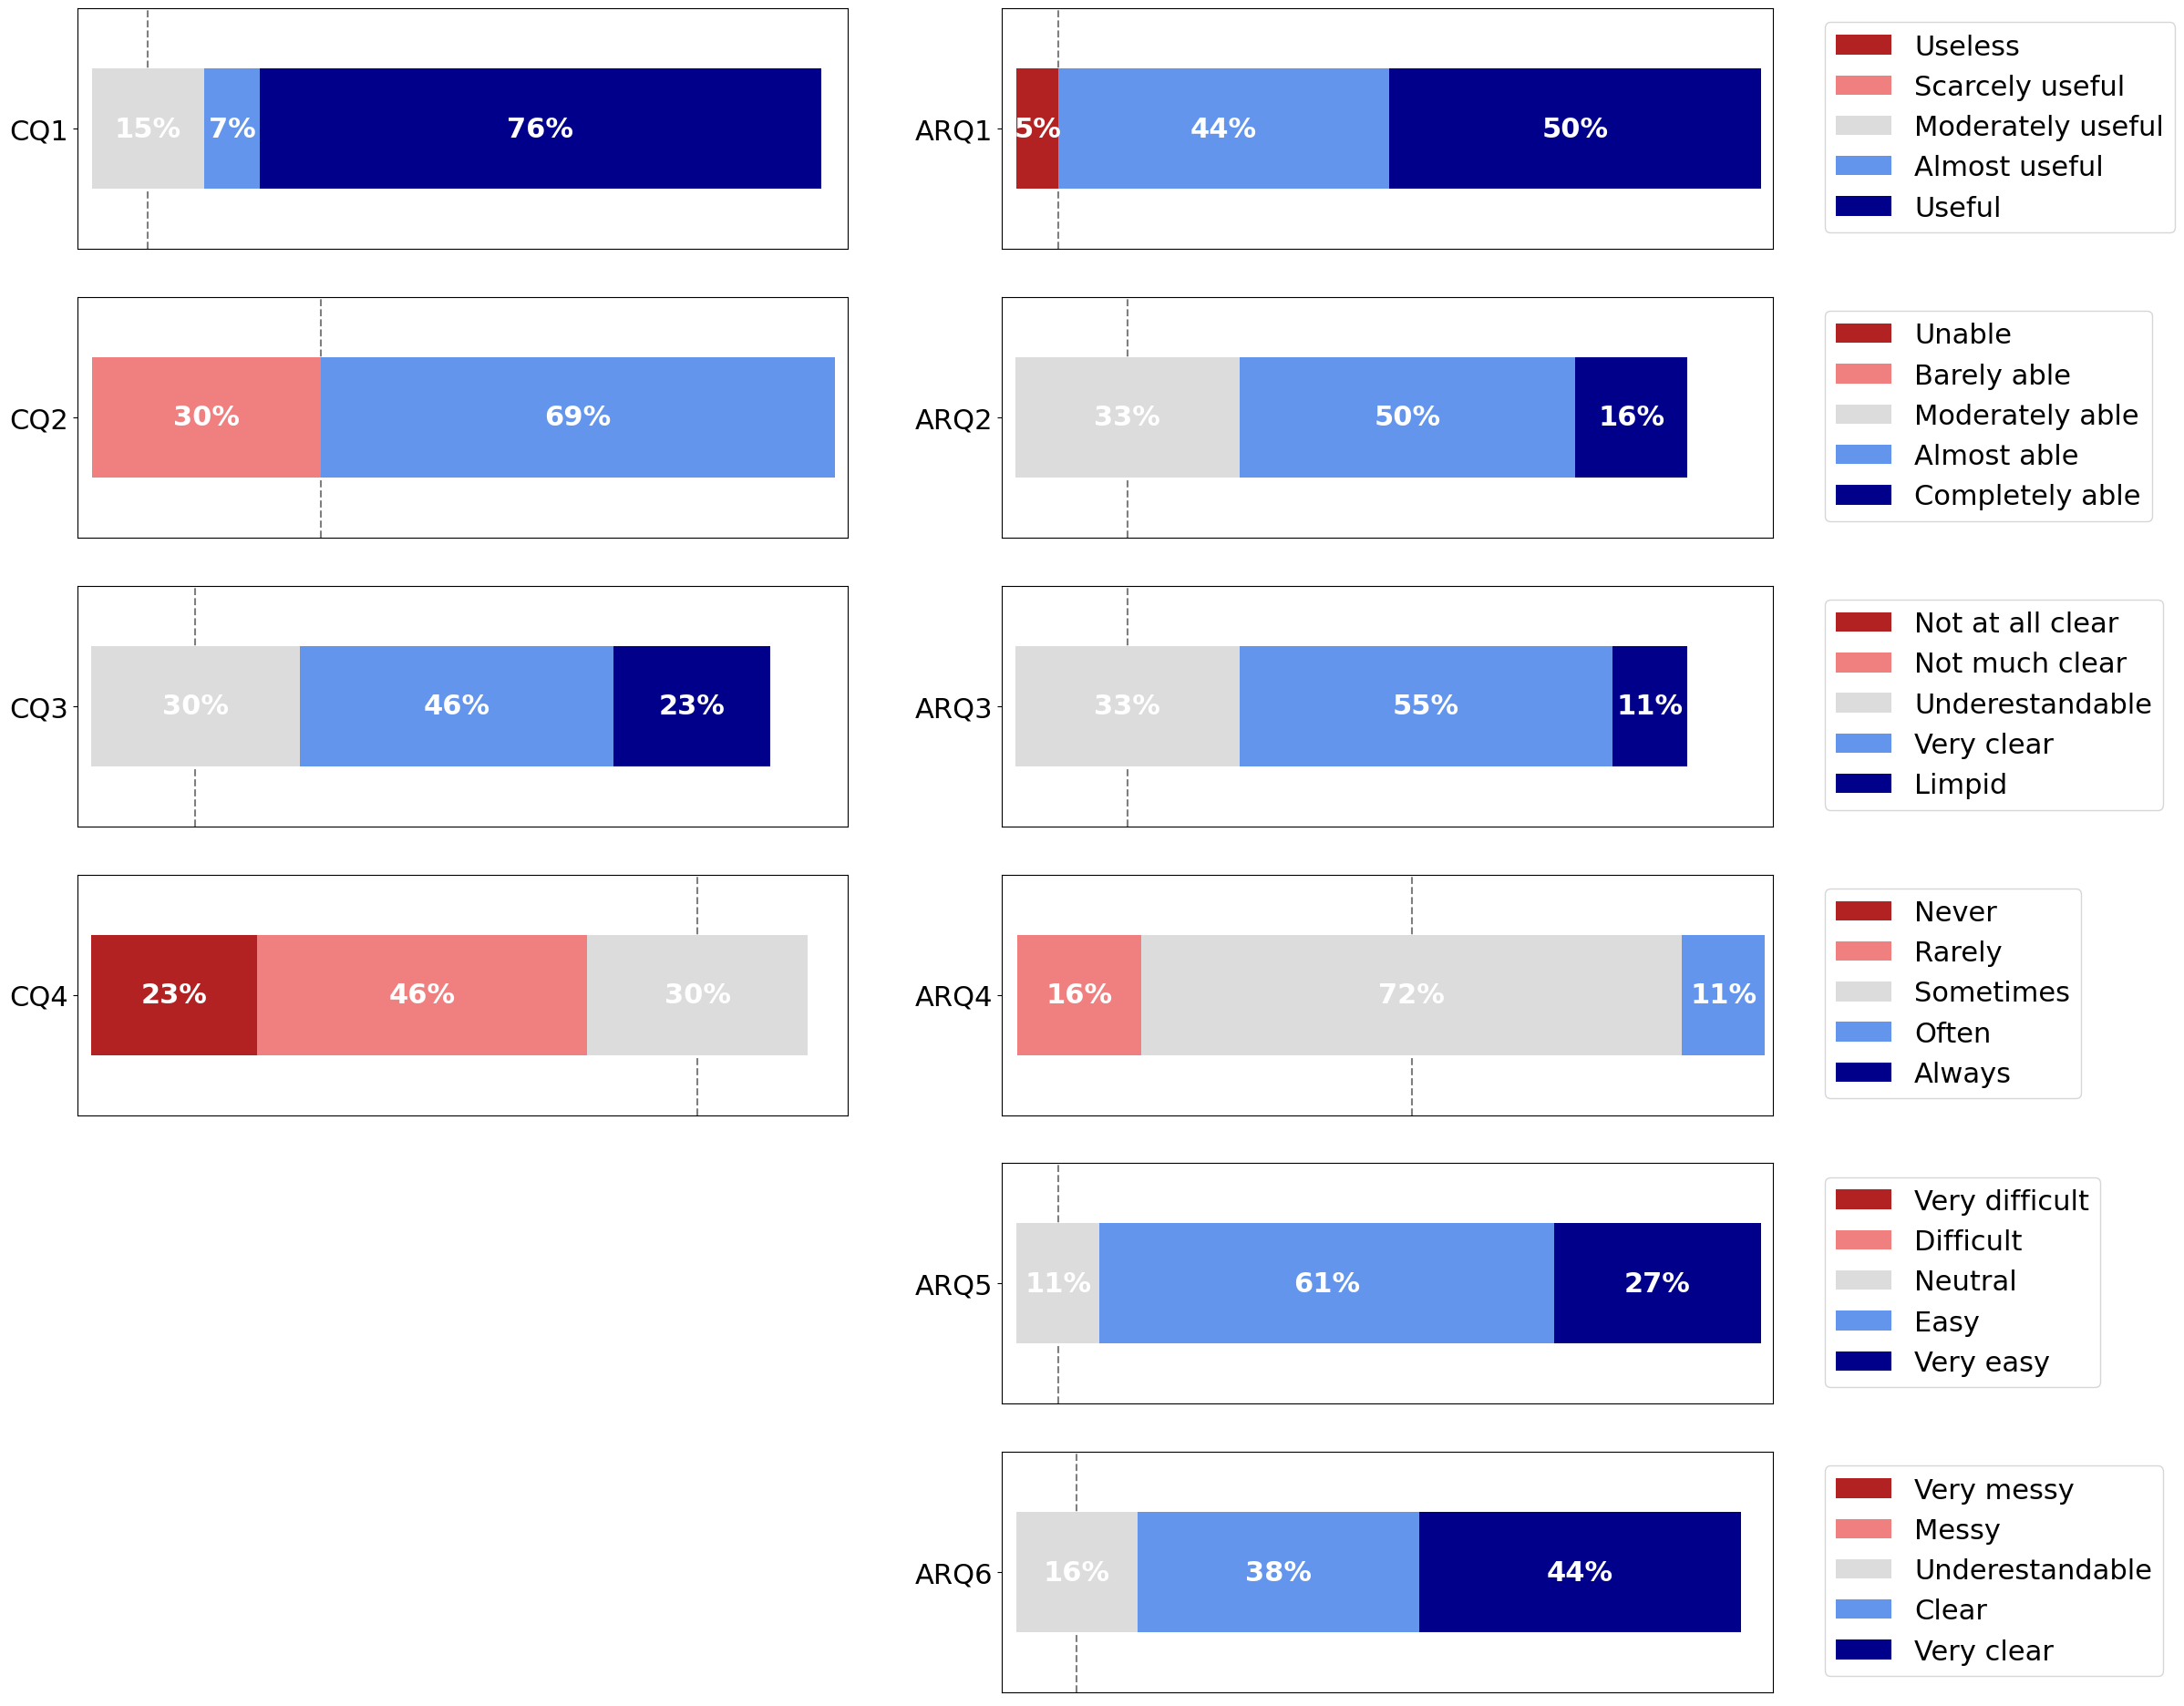 CQ1
15%
7%
76%
ARQ1
5%
44%
50%
Useless
Scarcely useful
Moderately useful
Almost useful
Useful
CQ2
30%
69%
ARQ2
33%
50%
16%
Unable
Barely able
Moderately able
Almost able
Completely able
CQ3
30%
46%
23%
ARQ3
33%
55%
11%
Not at all clear
Not much clear
Underestandable
Very clear
Limpid
CQ4
23%
46%
30%
ARQ4
16%
72%
11%
Never
Rarely
Sometimes
Often
Always
ARQ5
11%
61%
27%
Very difficult
Difficult
Neutral
Easy
Very easy
ARQ6
16%
38%
44%
Very messy
Messy
Underestandable
Clear
Very clear